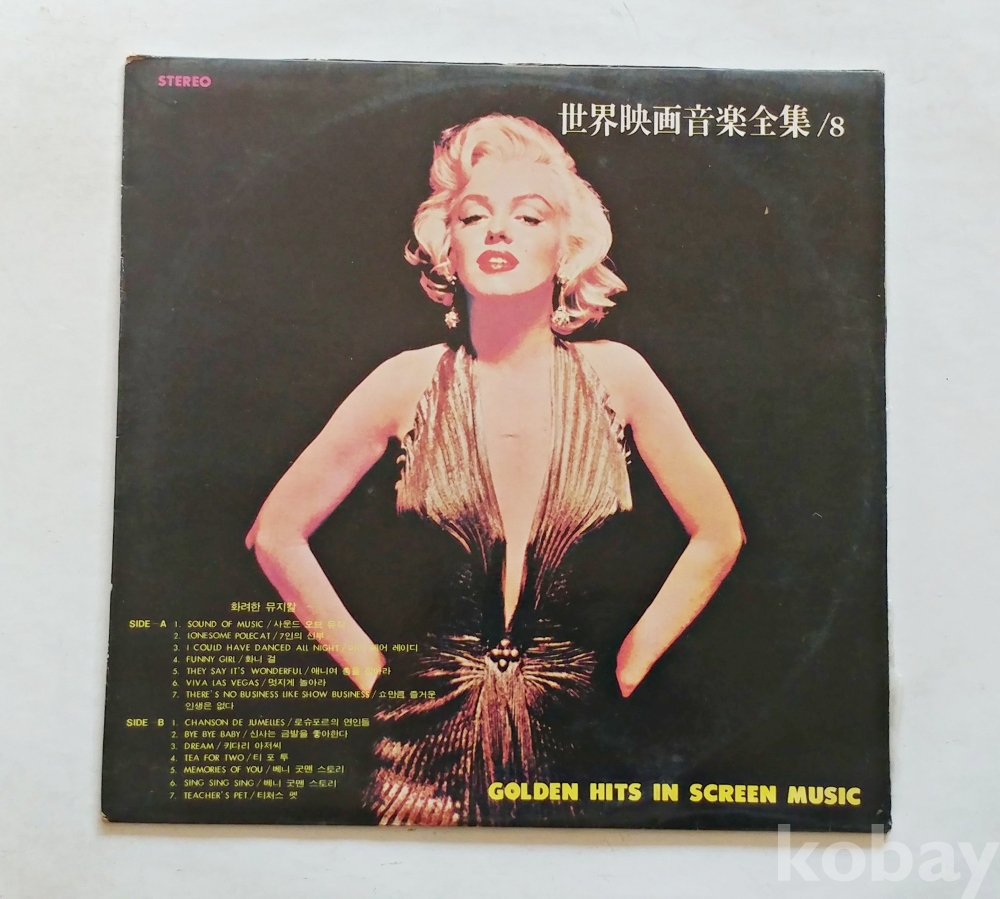 STEREO
世界映画音楽全集 /8
화려한 뮤지칼
SIDE A 1. SOUND OF MUSIC / 사운드 오브 뮤직
2. LONESOME POLECAT / 7인의 신부
3. I COULD HAVE DANCED ALL NIGHT / 페어 레이디
4. FUNNY GIRL / 화니 걸
5. THEY SAY IT'S WONDERFUL / 애니여 총을
6. VIVA LAS VEGAS / 멋지게 놀아라
7. THERE'S NO BUSINESS LIKE SHOW BUSINESS / 쇼만큼 즐거운
인생은 없다
SIDE B 1. CHANSON DE JUMELLES / 로슈포르의 연인들
2. BYE BYE BABY / 신사는 금발을 좋아한다
3. DREAM / 키다리 아저씨
4. TEA FOR TWO / 티 포 투
5. MEMORIES OF YOU / 베니 굿맨 스토리
6. SING SING SING / 베니 굿맨 스토리
7. TEACHER'S PET / 티처스 펫
GOLDEN HITS IN SCREEN MUSIC
kobay